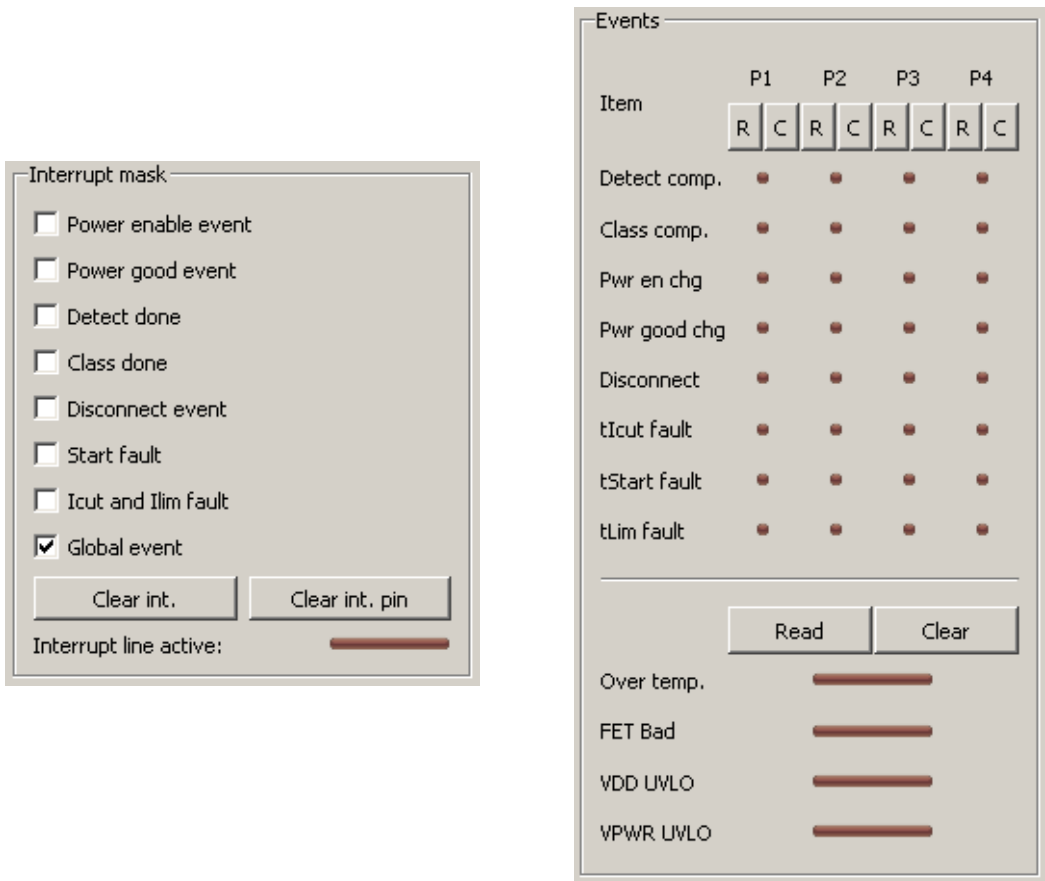 Interrupt mask
Power enable event
Power good event
Detect done
Class done
Disconnect event
Start fault
Icut and Ilim fault
Global event
Clear int. Clear int. pin
Interrupt line active:
Events
P1 P2 P3 P4
Item
R C R C R C R C
Detect comp.
Class comp.
Pwr en chg
Pwr good chg
Disconnect
tIcut fault
tStart fault
tLim fault
Read Clear
Over temp.
FET Bad
VDD UVLO
VPWR UVLO